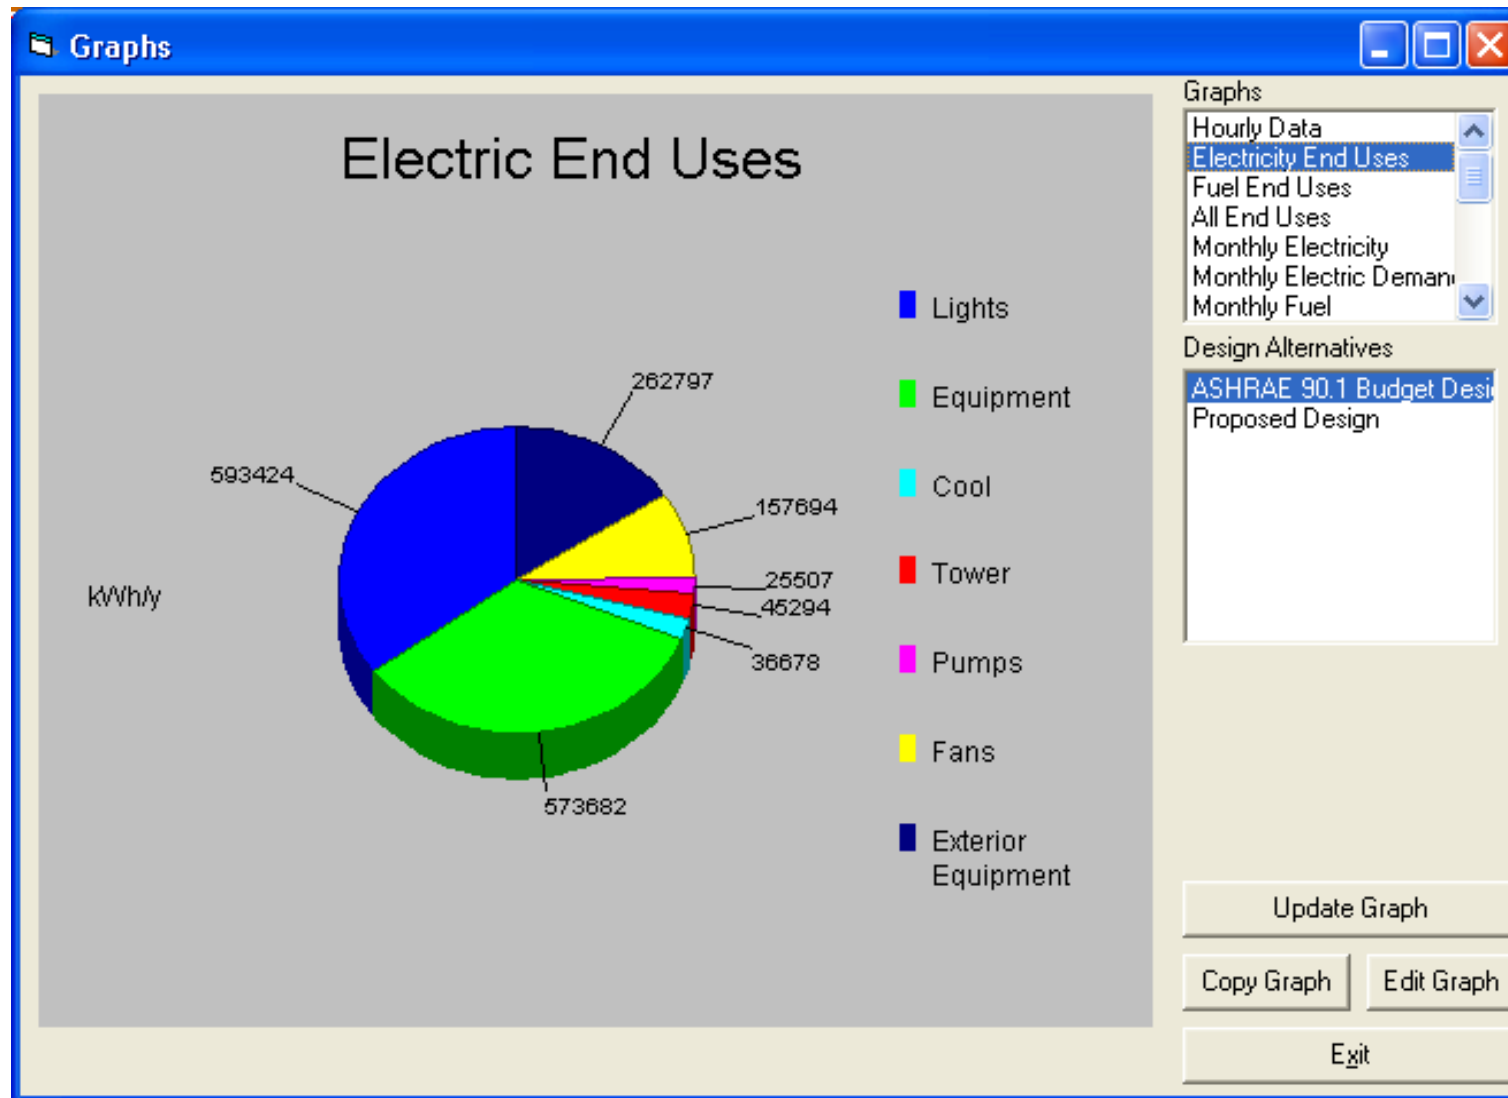 Graphs
Electric End Uses
262797
593424
157694
25507
45294
36678
573682
kWh/y
Lights
Equipment
Cool
Tower
Pumps
Fans
Exterior
Equipment
Graphs
Hourly Data
Electricity End Uses
Fuel End Uses
All End Uses
Monthly Electricity
Monthly Electric Deman
Monthly Fuel
Design Alternatives
ASHRAE 90.1 Budget Desi
Proposed Design
Update Graph
Copy Graph
Edit Graph
Exit